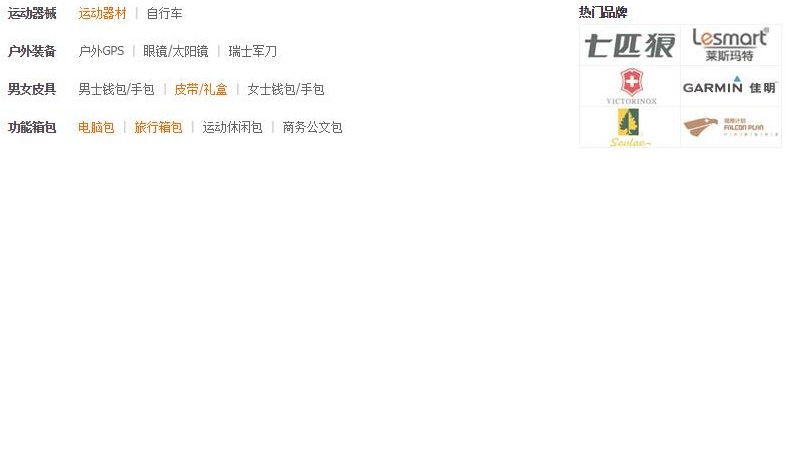 运动器械 运动器材 | 自行车
户外装备 户外GPS | 眼镜/太阳镜 | 瑞士军刀
男女皮具 男士钱包/手包 | 皮带/礼盒 | 女士钱包/手包
功能箱包 电脑包 | 旅行箱包 | 运动休闲包 | 商务公文包
热门品牌
七匹狼
Lesmart®
莱斯玛特
VICTORINOX
GARMIN 佳明
猎鹰计划
FALCON PLAN